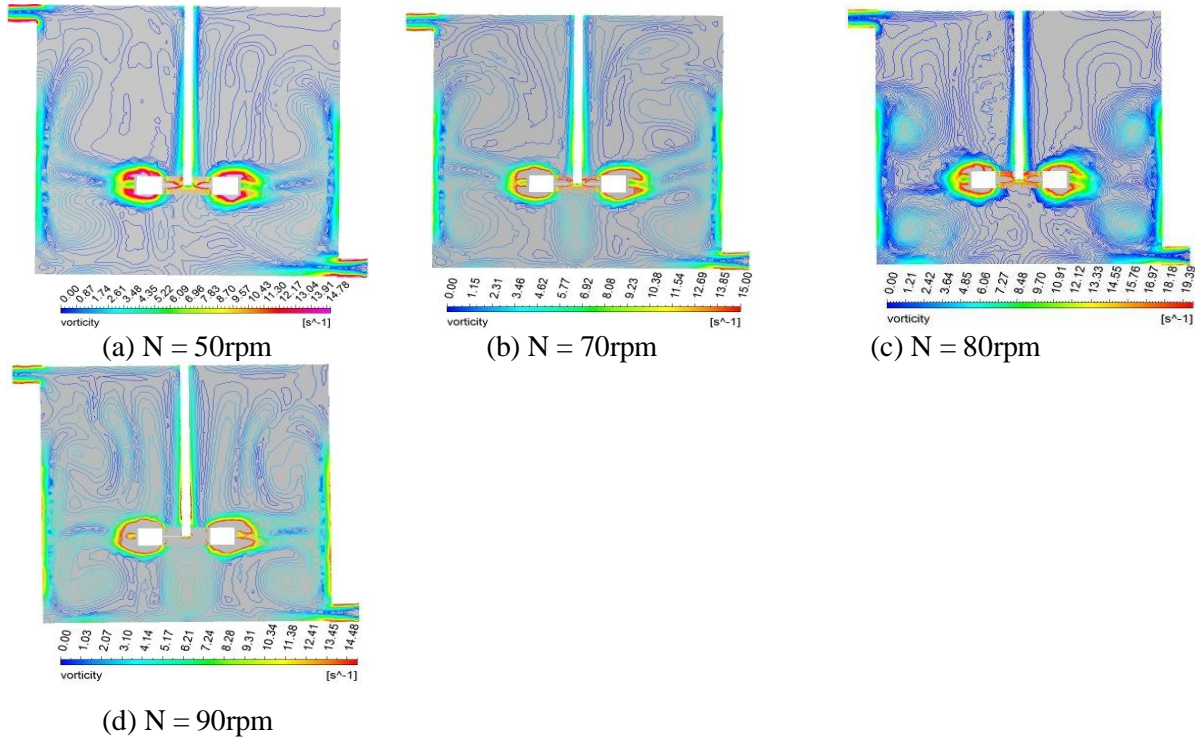 0.00 0.87 1.74 2.61 3.48 4.35 5.22 6.09 6.96 7.83 8.70 9.57 10.43 11.30 12.17 13.04 13.91 14.78
vorticity [s^-1]
(a) N = 50rpm
0.00 1.15 2.31 3.46 4.62 5.77 6.92 8.08 9.23 10.38 11.54 12.69 13.85 15.00
vorticity [s^-1]
(b) N = 70rpm
0.00 1.21 2.42 3.64 4.85 6.06 7.27 8.48 9.70 10.91 12.12 13.33 14.55 15.76 16.97 18.18 19.39
vorticity [s^-1]
(c) N = 80rpm
0.00 1.03 2.07 3.10 4.14 5.17 6.21 7.24 8.28 9.31 10.34 11.38 12.41 13.45 14.48
vorticity [s^-1]
(d) N = 90rpm